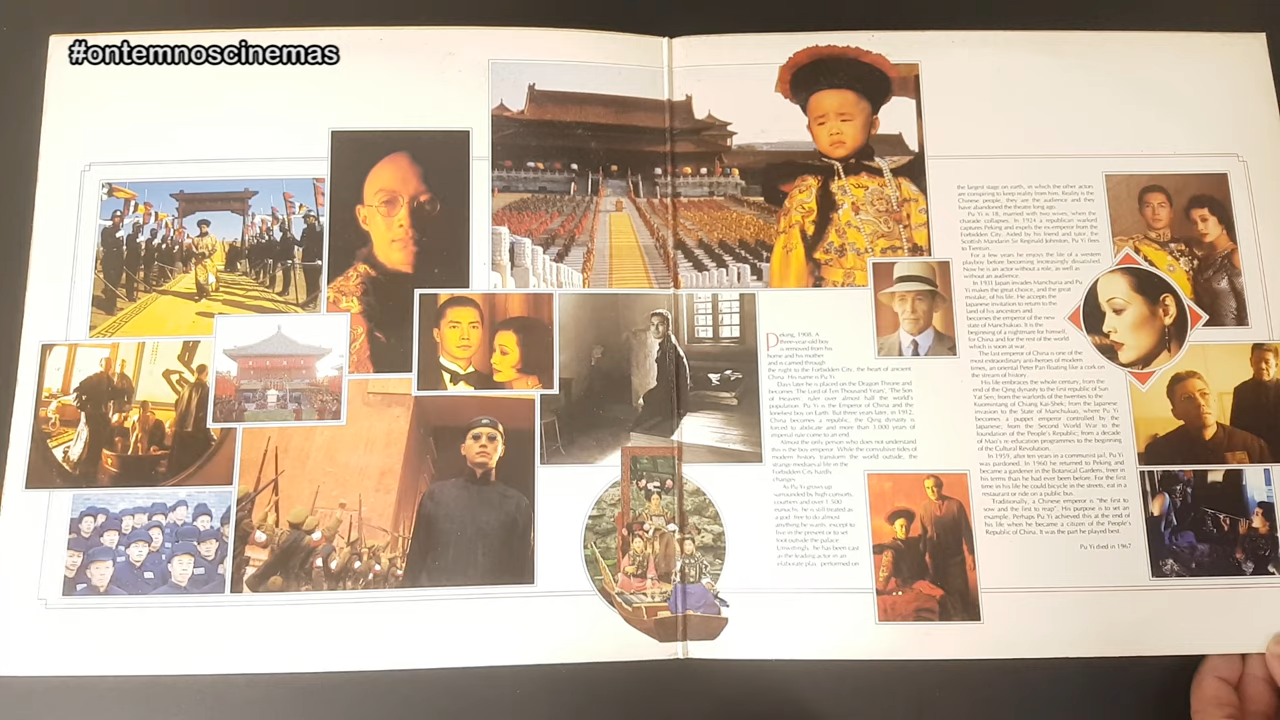 #ontemnoscinemas
Peking, 1908. A
three-year-old boy
is removed from his
home and his mother
and is carried through
the right to the Forbidden City, the heart of ancient
China. His name is Pu Yi.
Days later he is placed on the Dragon Throne and
becomes 'The Lord of Ten Thousand Years', 'The Son
of Heaven', ruler over almost half the world's
population. Pu Yi is the Emperor of China and the
loneliest boy on Earth. But three years later, in 1912,
China becomes a republic, the Qing dynasty is
forced to abdicate and more than 3,000 years of
imperial rule come to an end.
Almost the only person who does not understand
this is the boy emperor. While the convulsive tides of
modern history transform the world outside, the
strange mediaeval life in the
Forbidden City hardly
changes.
As Pu Yi grows up,
surrounded by high consorts,
courtiers and over 1,500
eunuchs, he is still treated as
a god, free to do almost
anything he wants except to
live in the present or to set
foot outside the palace.
Unwittingly, he has been cast
as the leading actor in an
elaborate play, performed on
the largest stage on earth, in which the other actors
are conspiring to keep reality from him. Reality is the
Chinese people, they are the audience and they
have abandoned the theatre long ago.
Pu Yi is 18, married with two wives, when the
charade collapses. In 1924 a republican warlord
captures Peking and expels the ex-emperor from the
Forbidden City. Aided by his friend and tutor, the
Scottish Mandarin Sir Reginald Johnston, Pu Yi flees
to Tientsin.
For a few years he enjoys the life of a western
playboy before becoming increasingly dissatisfied.
Now he is an actor without a role, as well as
without an audience.
In 1931 Japan invades Manchuria and Pu
Yi makes the great choice, and the great
mistake, of his life. He accepts the
Japanese invitation to return to the
land of his ancestors and
becomes the emperor of the new
state of Manchukuo. It is the
beginning of a nightmare for himself,
for China and for the rest of the world
which is soon at war.
The last emperor of China is one of the
most extraordinary anti-heroes of modern
times, an oriental Peter Pan floating like a cork on
the stream of history.
His life embraces the whole century, from the
end of the Qing dynasty to the first republic of Sun
Yat Sen; from the warlords of the twenties to the
Kuomintang of Chiang Kai-Shek; from the Japanese
invasion to the State of Manchukuo, where Pu Yi
becomes a puppet emperor controlled by the
Japanese; from the Second World War to the
foundation of the People's Republic; from a decade
of Mao's re-education programmes to the beginning
of the Cultural Revolution.
In 1959, after ten years in a communist jail, Pu Yi
was pardoned. In 1960 he returned to Peking and
became a gardener in the Botanical Gardens, freer in
his terms than he had ever been before. For the first
time in his life he could bicycle in the streets, eat in a
restaurant or ride on a public bus.
Traditionally, a Chinese emperor is "the first to
sow and the first to reap". His purpose is to set an
example. Perhaps Pu Yi achieved this at the end of
his life when he became a citizen of the People's
Republic of China. It was the part he played best.
Pu Yi died in 1967